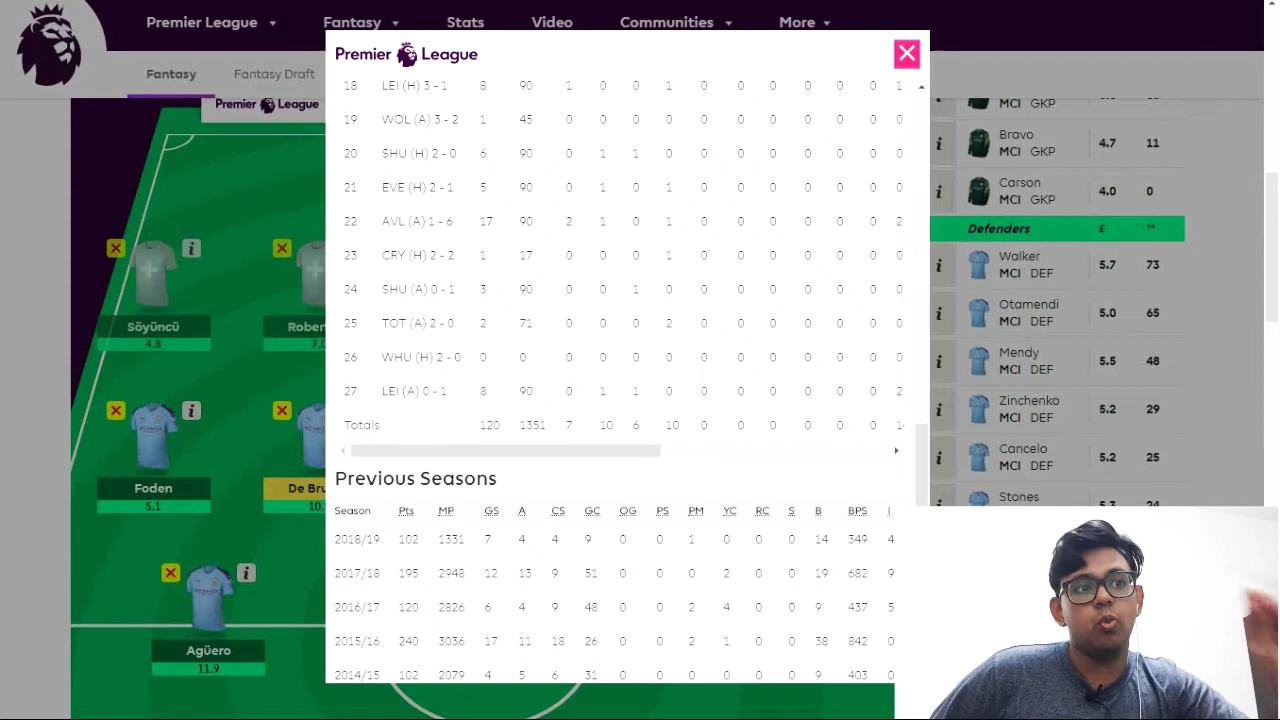 Premier League Fantasy Stats Video Communities More
Fantasy Fantasy Draft
Premier League
Premier League
18 LEI (H) 3 - 1 8 90 1 0 0 1 0 0 0 0 0 1
19 WOL (A) 3 - 2 1 45 0 0 0 0 0 0 0 0 0 0
20 SHU (H) 2 - 0 6 90 0 1 1 0 0 0 0 0 0 0
21 EVE (H) 2 - 1 5 90 0 1 0 1 0 0 0 0 0 0
22 AVL (A) 1 - 6 17 90 2 1 0 1 0 0 0 0 0 2
23 CRY (H) 2 - 2 1 17 0 0 0 1 0 0 0 0 0 0
24 SHU (A) 0 - 1 3 90 0 0 1 0 0 0 0 0 0 0
25 TOT (A) 2 - 0 2 71 0 0 0 2 0 0 0 0 0 0
26 WHU (H) 2 - 0 0 0 0 0 0 0 0 0 0 0 0 0
27 LEI (A) 0 - 1 8 90 0 1 1 0 0 0 0 0 0 2
Totals 120 1351 7 10 6 10 0 0 0 0 0 1
Previous Seasons
Season Pts MP GS A CS GC OG PS PM YC RC S B BPS I
2018/19 102 1331 7 4 4 9 0 0 1 0 0 0 14 349 4
2017/18 195 2948 12 13 9 51 0 0 0 2 0 0 19 682 9
2016/17 120 2826 6 4 9 48 0 0 2 4 0 0 9 437 5
2015/16 240 3036 17 11 18 26 0 0 2 1 0 0 38 842 0
2014/15 102 2079 4 5 6 31 0 0 0 0 0 0 9 403 0
Söyüncü
4.8
Rober
7.0
Foden
5.1
De Bru
10.
Agüero
11.9
Bravo
MCI GKP 4.7 11
Carson
MCI GKP 4.0 0
Defenders £ **
Walker
MCI DEF 5.7 73
Otamendi
MCI DEF 5.0 65
Mendy
MCI DEF 5.5 48
Zinchenko
MCI DEF 5.2 29
Cancelo
MCI DEF 5.2 25
Stones
5.3 24